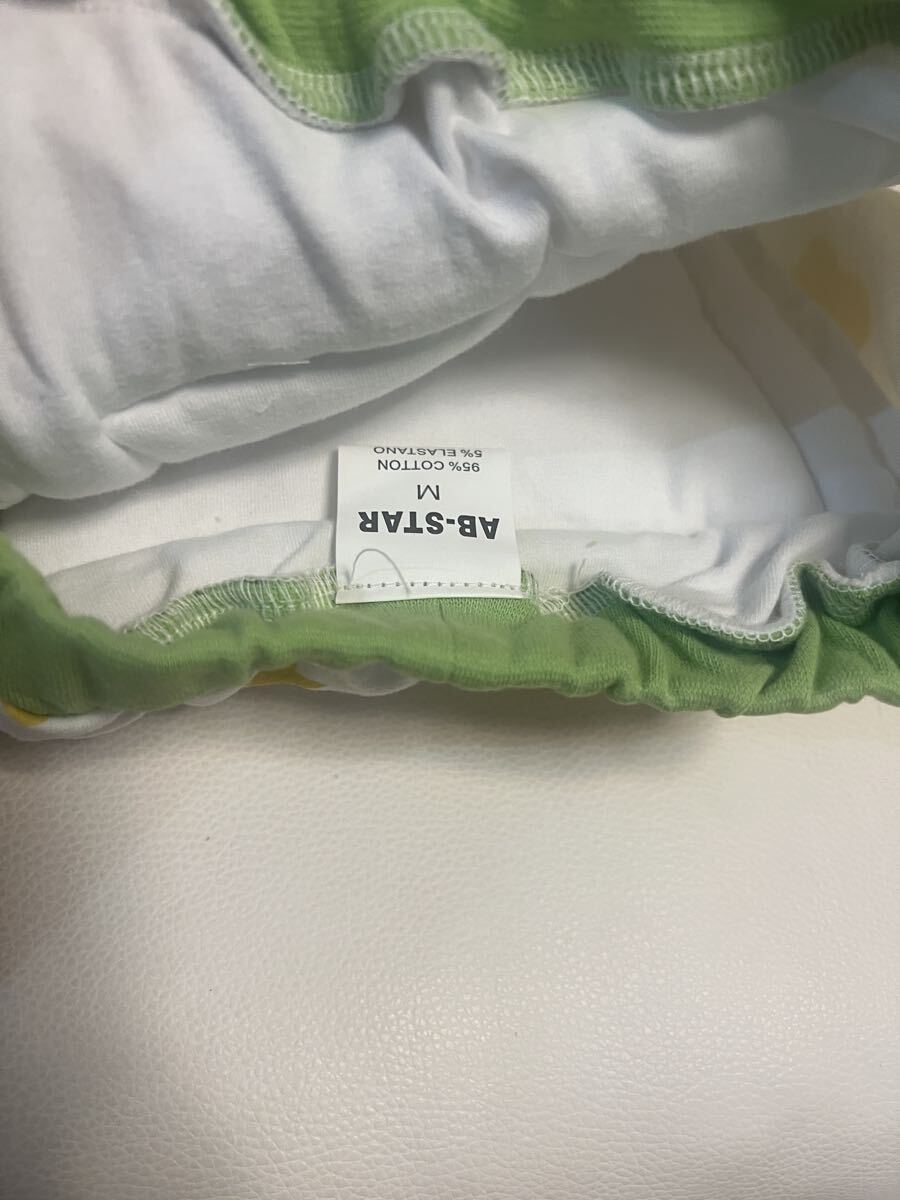 AB-STAR
M
95% COTTON
5% ELASTANO